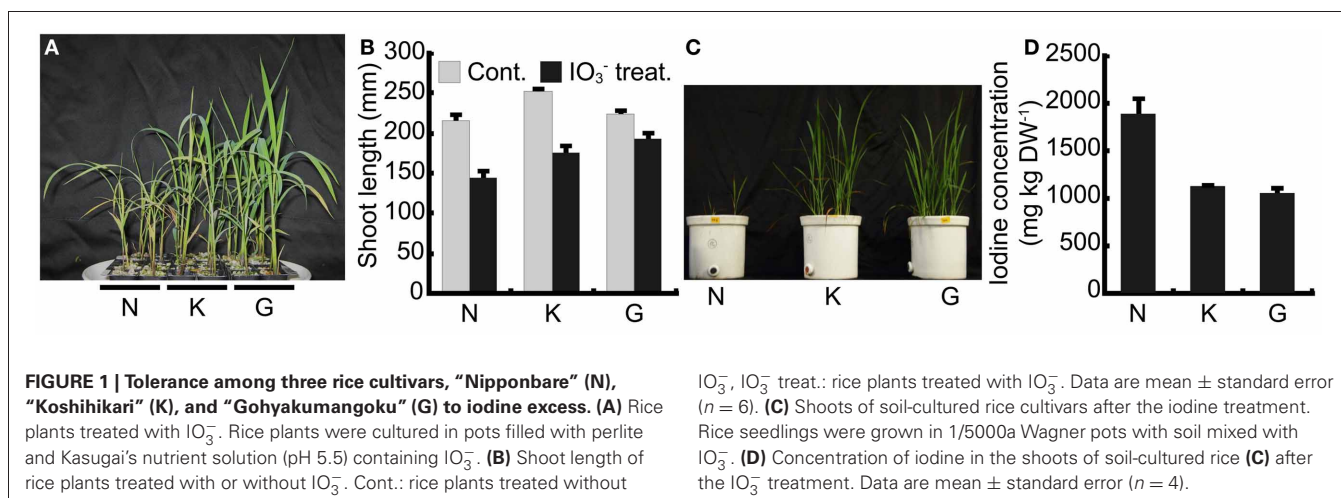 A
N K G
B
Shoot length (mm)
300
250
200
150
100
50
0
Cont. IO₃⁻ treat.
N K G
C
N K G
D
Iodine concentration
(mg kg DW⁻¹)
2500
2000
1500
1000
500
0
N K G
FIGURE 1 | Tolerance among three rice cultivars, “Nipponbare” (N),
“Koshihikari” (K), and “Gohyakumangoku” (G) to iodine excess. (A) Rice
plants treated with IO₃⁻. Rice plants were cultured in pots filled with perlite
and Kasugai’s nutrient solution (pH 5.5) containing IO₃⁻. (B) Shoot length of
rice plants treated with or without IO₃⁻. Cont.: rice plants treated without
IO₃⁻, IO₃⁻ treat.: rice plants treated with IO₃⁻. Data are mean ± standard error
(n = 6). (C) Shoots of soil-cultured rice cultivars after the iodine treatment.
Rice seedlings were grown in 1/5000a Wagner pots with soil mixed with
IO₃⁻. (D) Concentration of iodine in the shoots of soil-cultured rice (C) after
the IO₃⁻ treatment. Data are mean ± standard error (n = 4).